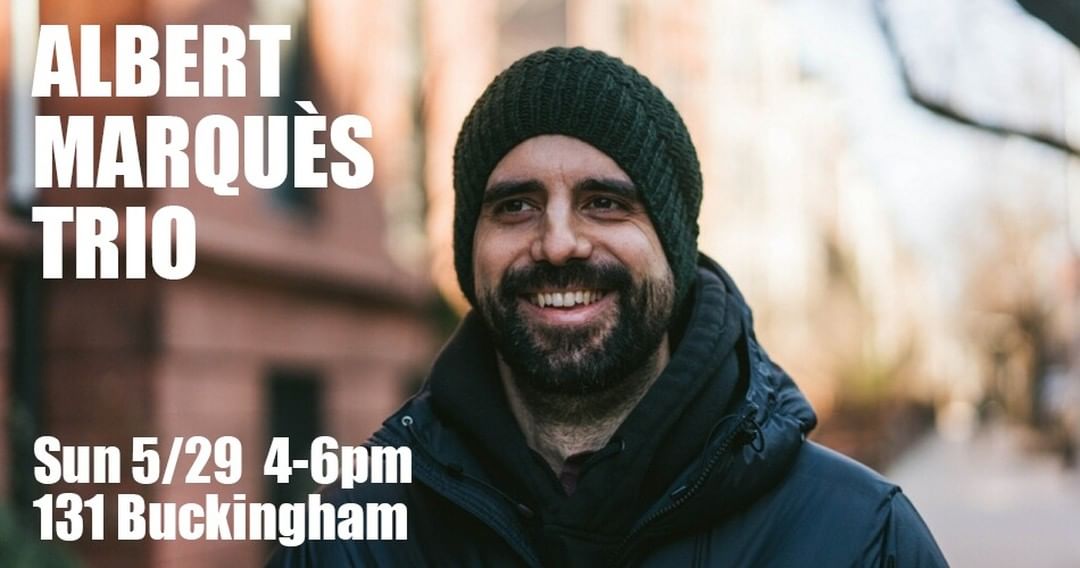 ALBERT
MARQUÈS
TRIO
Sun 5/29 4-6pm
131 Buckingham